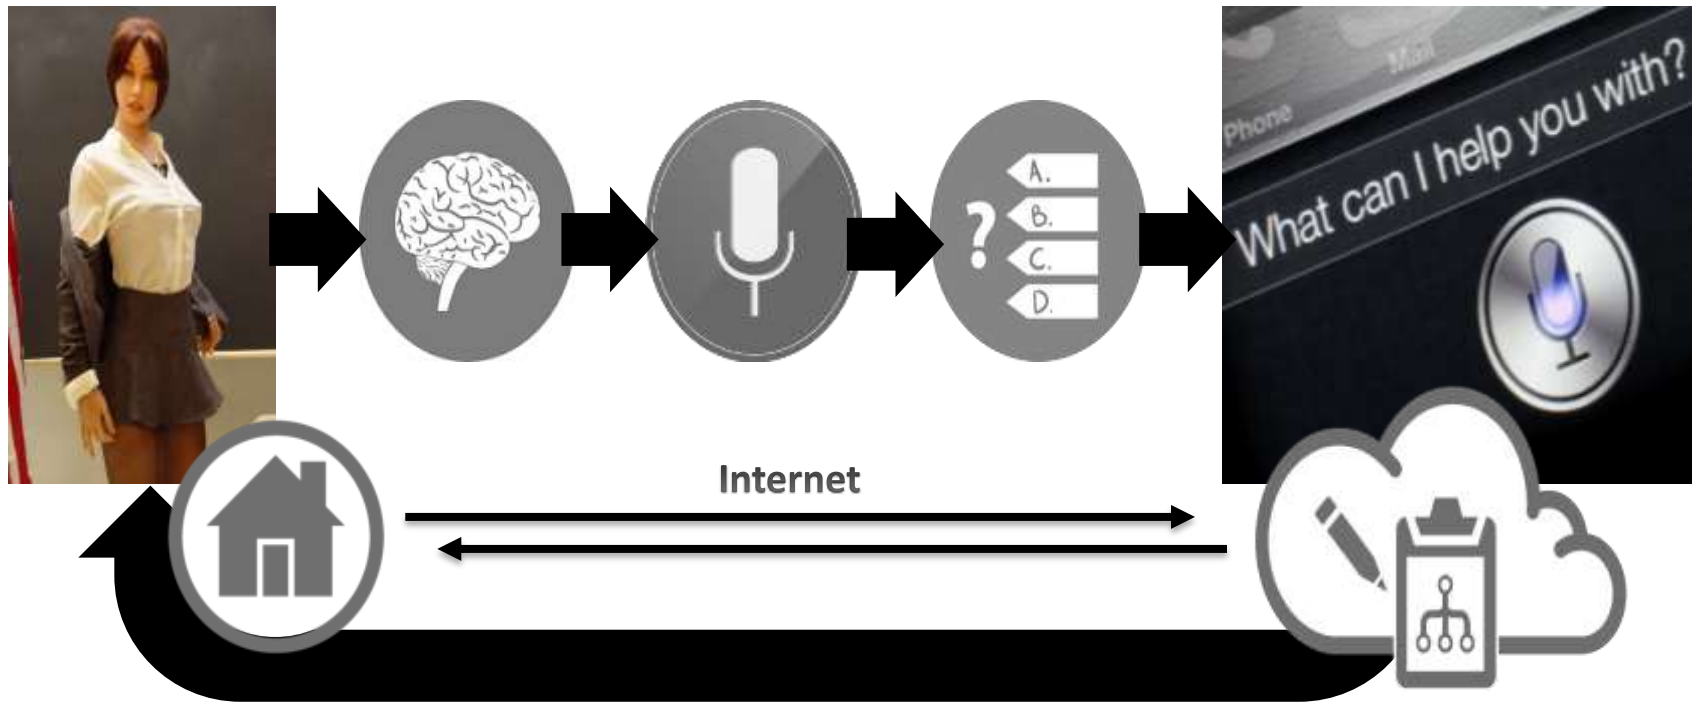 Mail
Phone
What can I help you with?
?
A.
B.
C.
D.
Internet